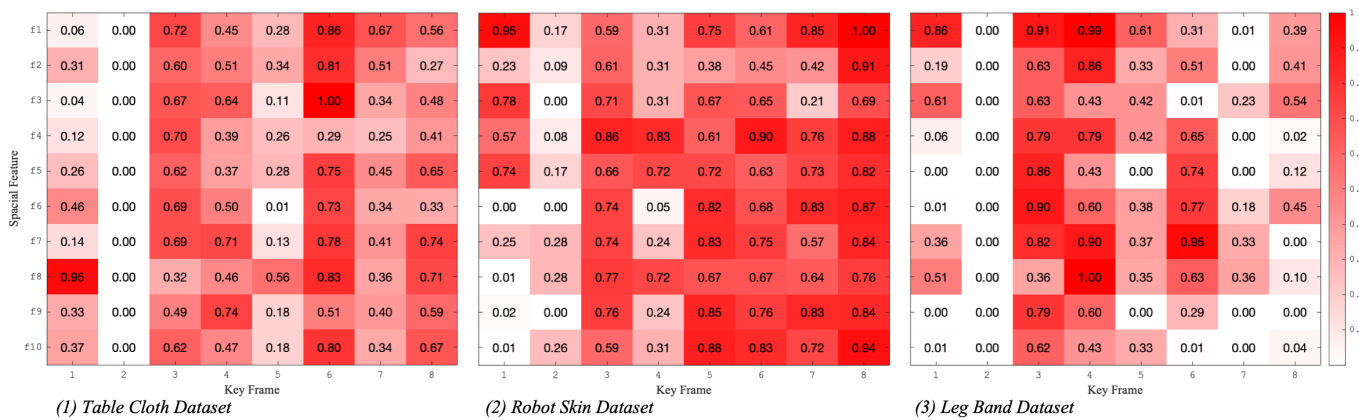 f1 0.06 0.00 0.72 0.45 0.28 0.86 0.67 0.56 0.95 0.17 0.59 0.31 0.75 0.61 0.85 1.00 0.86 0.00 0.91 0.99 0.61 0.31 0.01 0.39
f2 0.31 0.00 0.60 0.51 0.34 0.81 0.51 0.27 0.23 0.09 0.61 0.31 0.38 0.45 0.42 0.91 0.19 0.00 0.63 0.86 0.33 0.51 0.00 0.41
f3 0.04 0.00 0.67 0.64 0.11 1.00 0.34 0.48 0.78 0.00 0.71 0.31 0.67 0.65 0.21 0.69 0.61 0.00 0.63 0.43 0.42 0.01 0.23 0.54
f4 0.12 0.00 0.70 0.39 0.26 0.29 0.25 0.41 0.57 0.08 0.86 0.83 0.61 0.90 0.76 0.88 0.06 0.00 0.79 0.79 0.42 0.65 0.00 0.02
f5 0.26 0.00 0.62 0.37 0.28 0.75 0.45 0.65 0.74 0.17 0.66 0.72 0.72 0.63 0.73 0.82 0.00 0.00 0.86 0.43 0.00 0.74 0.00 0.12
f6 0.46 0.00 0.69 0.50 0.01 0.73 0.34 0.33 0.00 0.00 0.74 0.05 0.82 0.68 0.83 0.87 0.01 0.00 0.90 0.60 0.38 0.77 0.18 0.45
f7 0.14 0.00 0.69 0.71 0.13 0.78 0.41 0.74 0.25 0.28 0.74 0.24 0.83 0.75 0.57 0.84 0.36 0.00 0.82 0.90 0.37 0.95 0.33 0.00
f8 0.95 0.00 0.32 0.46 0.56 0.83 0.36 0.71 0.01 0.28 0.77 0.72 0.67 0.67 0.64 0.76 0.51 0.00 0.36 1.00 0.35 0.63 0.36 0.10
f9 0.33 0.00 0.49 0.74 0.18 0.51 0.40 0.59 0.02 0.00 0.76 0.24 0.85 0.76 0.83 0.84 0.00 0.00 0.79 0.60 0.00 0.29 0.00 0.00
f10 0.37 0.00 0.62 0.47 0.18 0.80 0.34 0.67 0.01 0.26 0.59 0.31 0.88 0.83 0.72 0.94 0.01 0.00 0.62 0.43 0.33 0.01 0.00 0.04
Spacial Feature
1 2 3 4 5 6 7 8 1 2 3 4 5 6 7 8 1 2 3 4 5 6 7 8
Key Frame Key Frame Key Frame
(1) Table Cloth Dataset (2) Robot Skin Dataset (3) Leg Band Dataset